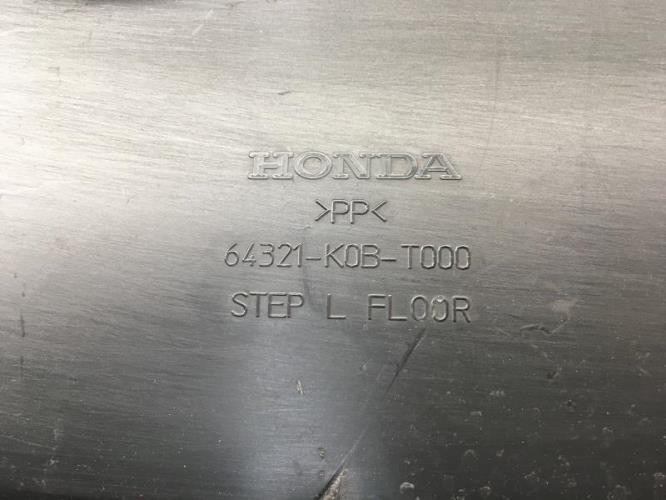 HONDA
>PP<
64321-K0B-T000
STEP L FLOOR